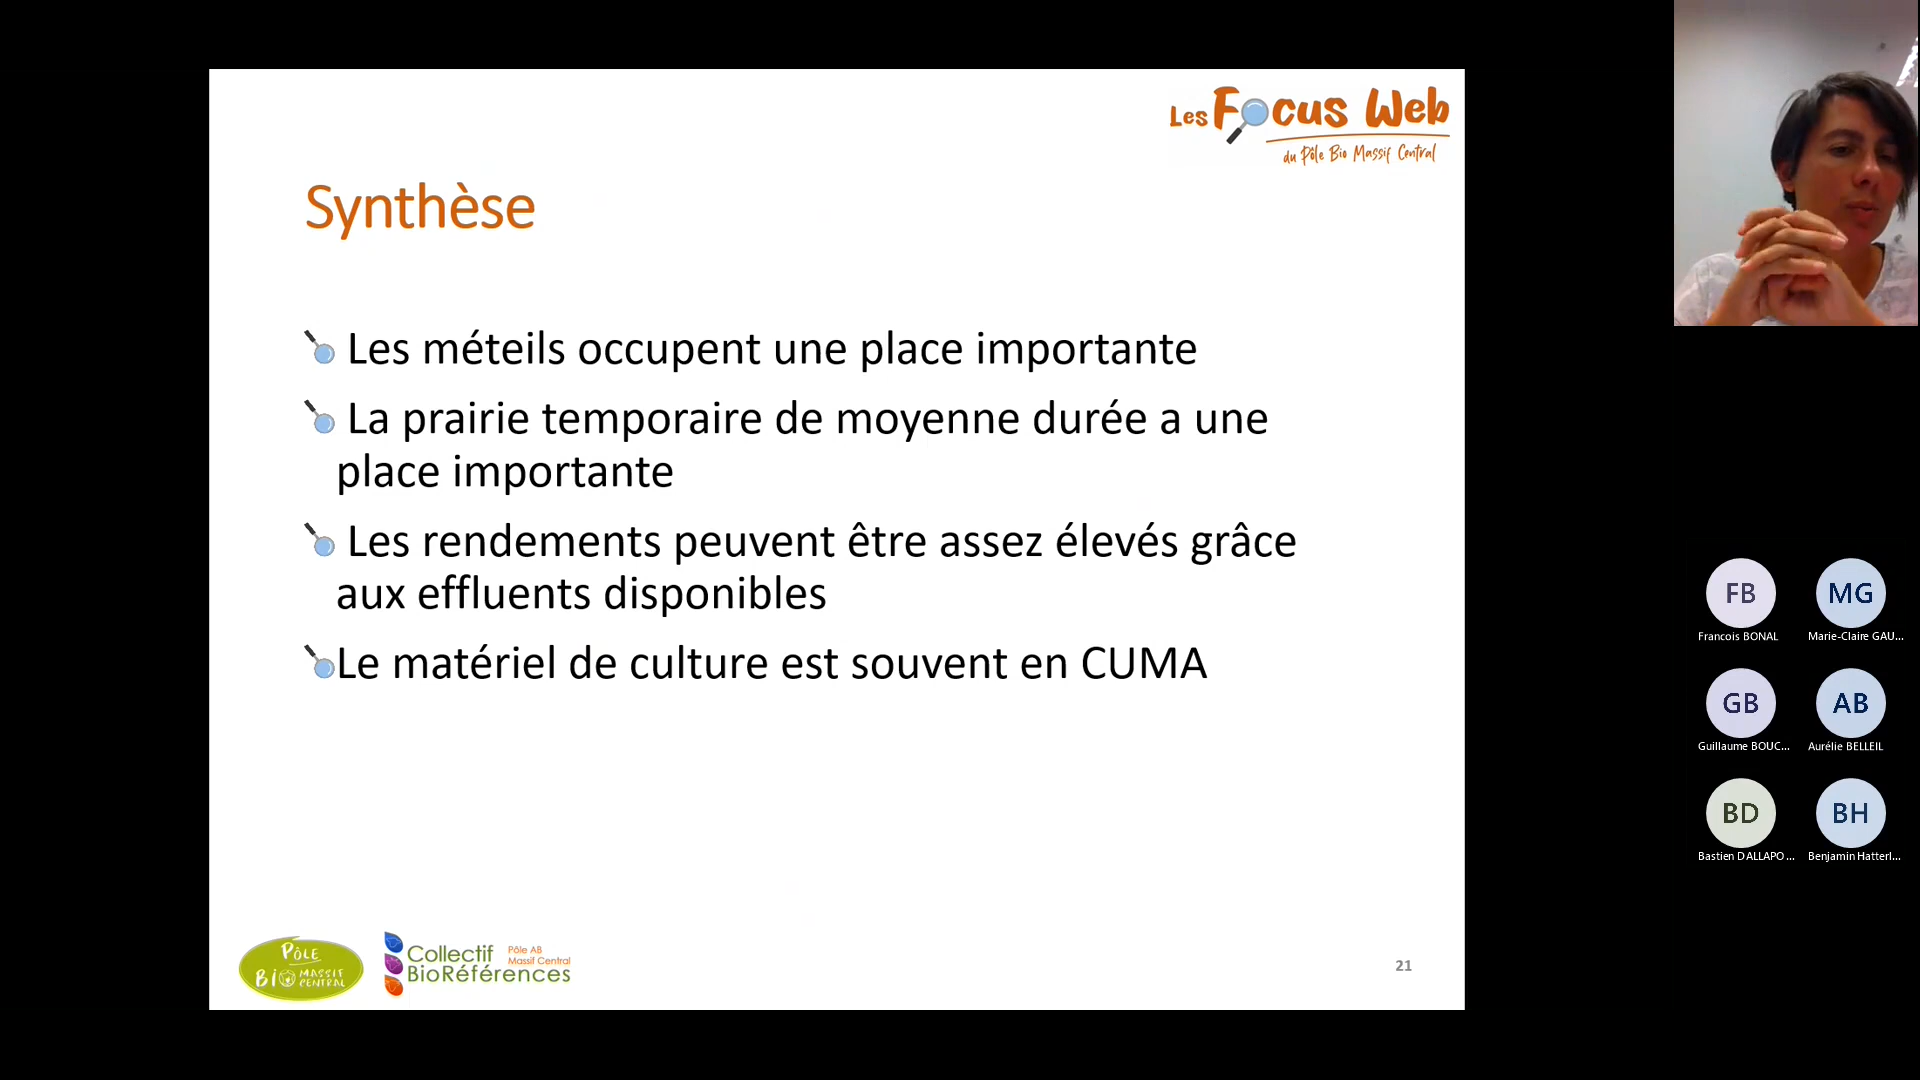 Les Focus Web
du Pôle Bio Massif Central
Synthèse
Les méteils occupent une place importante
La prairie temporaire de moyenne durée a une
place importante
Les rendements peuvent être assez élevés grâce
aux effluents disponibles
Le matériel de culture est souvent en CUMA
PÔLE
BIO MASSIF
CENTRAL
Collectif
BioRéférences
Pôle AB
Massif Central
21
FB
Francois BONAL
MG
Marie-Claire GAU...
GB
Guillaume BOUC...
AB
Aurélie BELLEIL
BD
Bastien DALLAPO...
BH
Benjamin Hatterl...